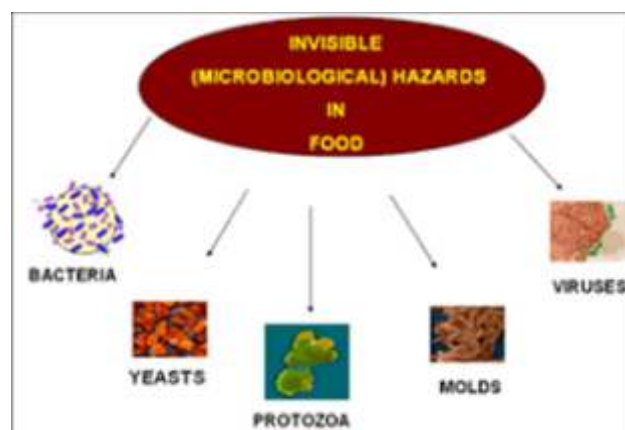 INVISIBLE
(MICROBIOLOGICAL) HAZARDS
IN
FOOD
BACTERIA
YEASTS
PROTOZOA
MOLDS
VIRUSES